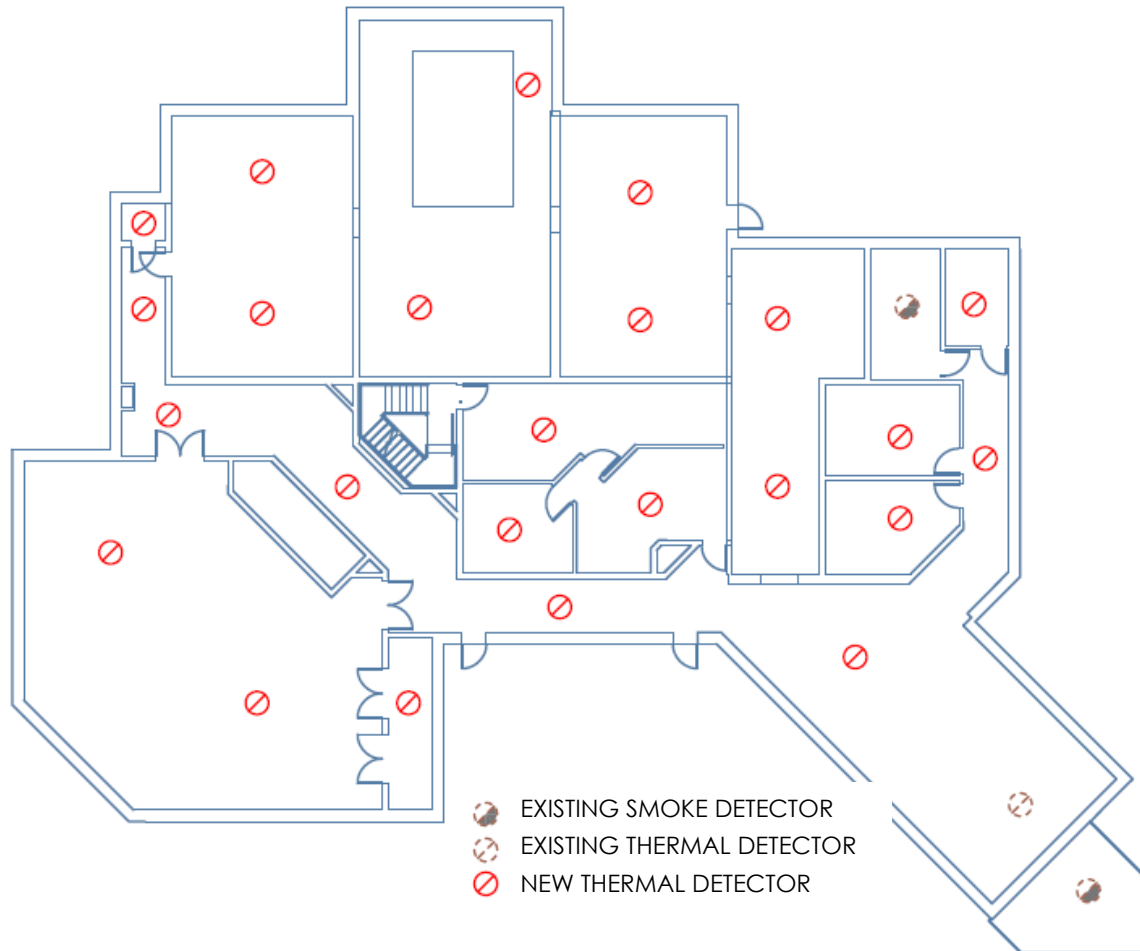 EXISTING SMOKE DETECTOR
EXISTING THERMAL DETECTOR
NEW THERMAL DETECTOR